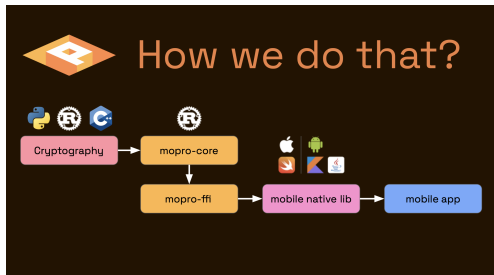 How we do that?
Cryptography
mopro-core
mopro-ffi
mobile native lib
mobile app